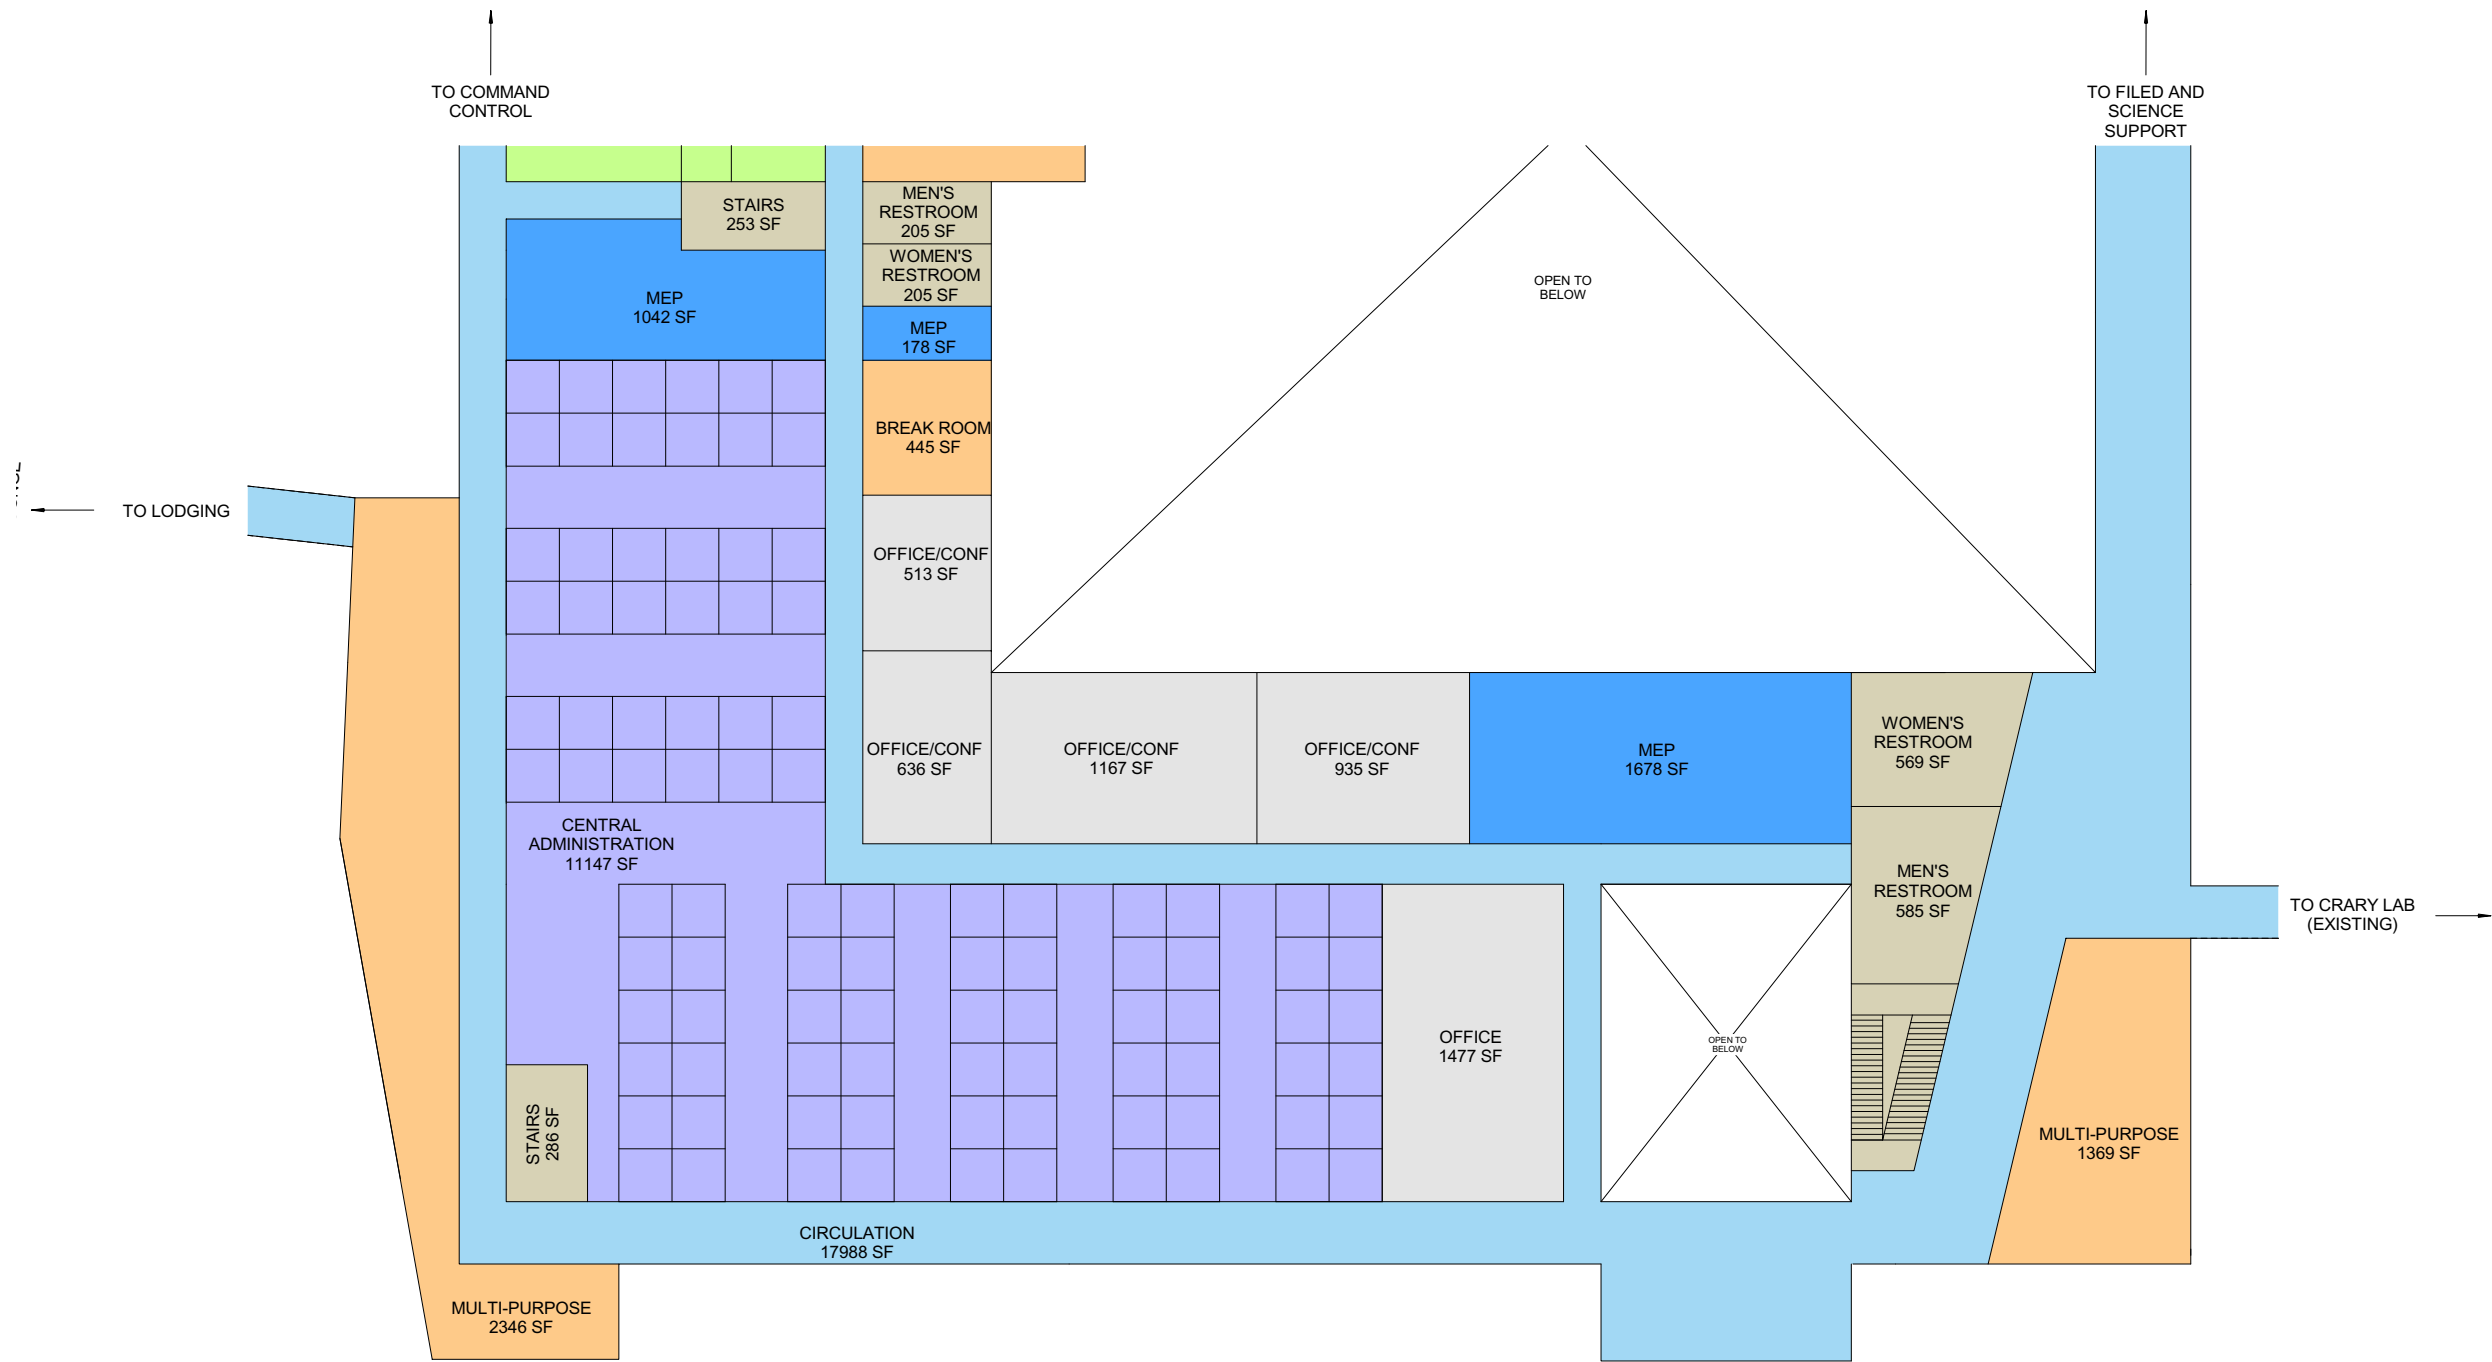 TO COMMAND
CONTROL
TO FILED AND
SCIENCE
SUPPORT
STAIRS
253 SF
MEN'S
RESTROOM
205 SF
WOMEN'S
RESTROOM
205 SF
MEP
1042 SF
MEP
178 SF
OPEN TO
BELOW
BREAK ROOM
445 SF
TO LODGING
OFFICE/CONF
513 SF
OFFICE/CONF
636 SF
OFFICE/CONF
1167 SF
OFFICE/CONF
935 SF
MEP
1678 SF
WOMEN'S
RESTROOM
569 SF
CENTRAL
ADMINISTRATION
11147 SF
MEN'S
RESTROOM
585 SF
TO CRARY LAB
(EXISTING)
OFFICE
1477 SF
OPEN TO
BELOW
STAIRS
286 SF
MULTI-PURPOSE
1369 SF
CIRCULATION
17988 SF
MULTI-PURPOSE
2346 SF